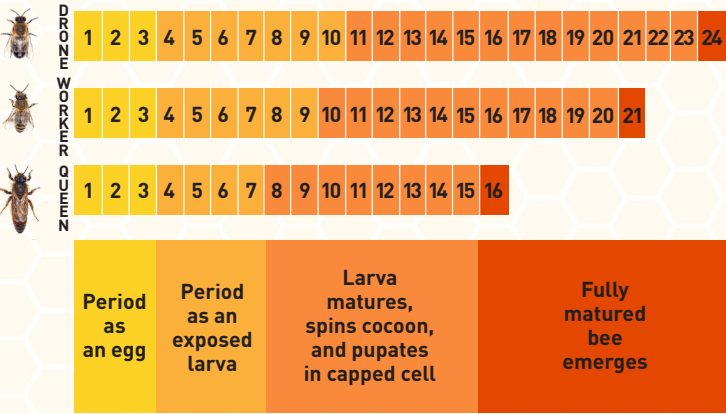 DRONE
1 2 3 4 5 6 7 8 9 10 11 12 13 14 15 16 17 18 19 20 21 22 23 24
WORKER
1 2 3 4 5 6 7 8 9 10 11 12 13 14 15 16 17 18 19 20 21
QUEEN
1 2 3 4 5 6 7 8 9 10 11 12 13 14 15 16
Period
as
an egg
Period
as an
exposed
larva
Larva
matures,
spins cocoon,
and pupates
in capped cell
Fully
matured
bee
emerges